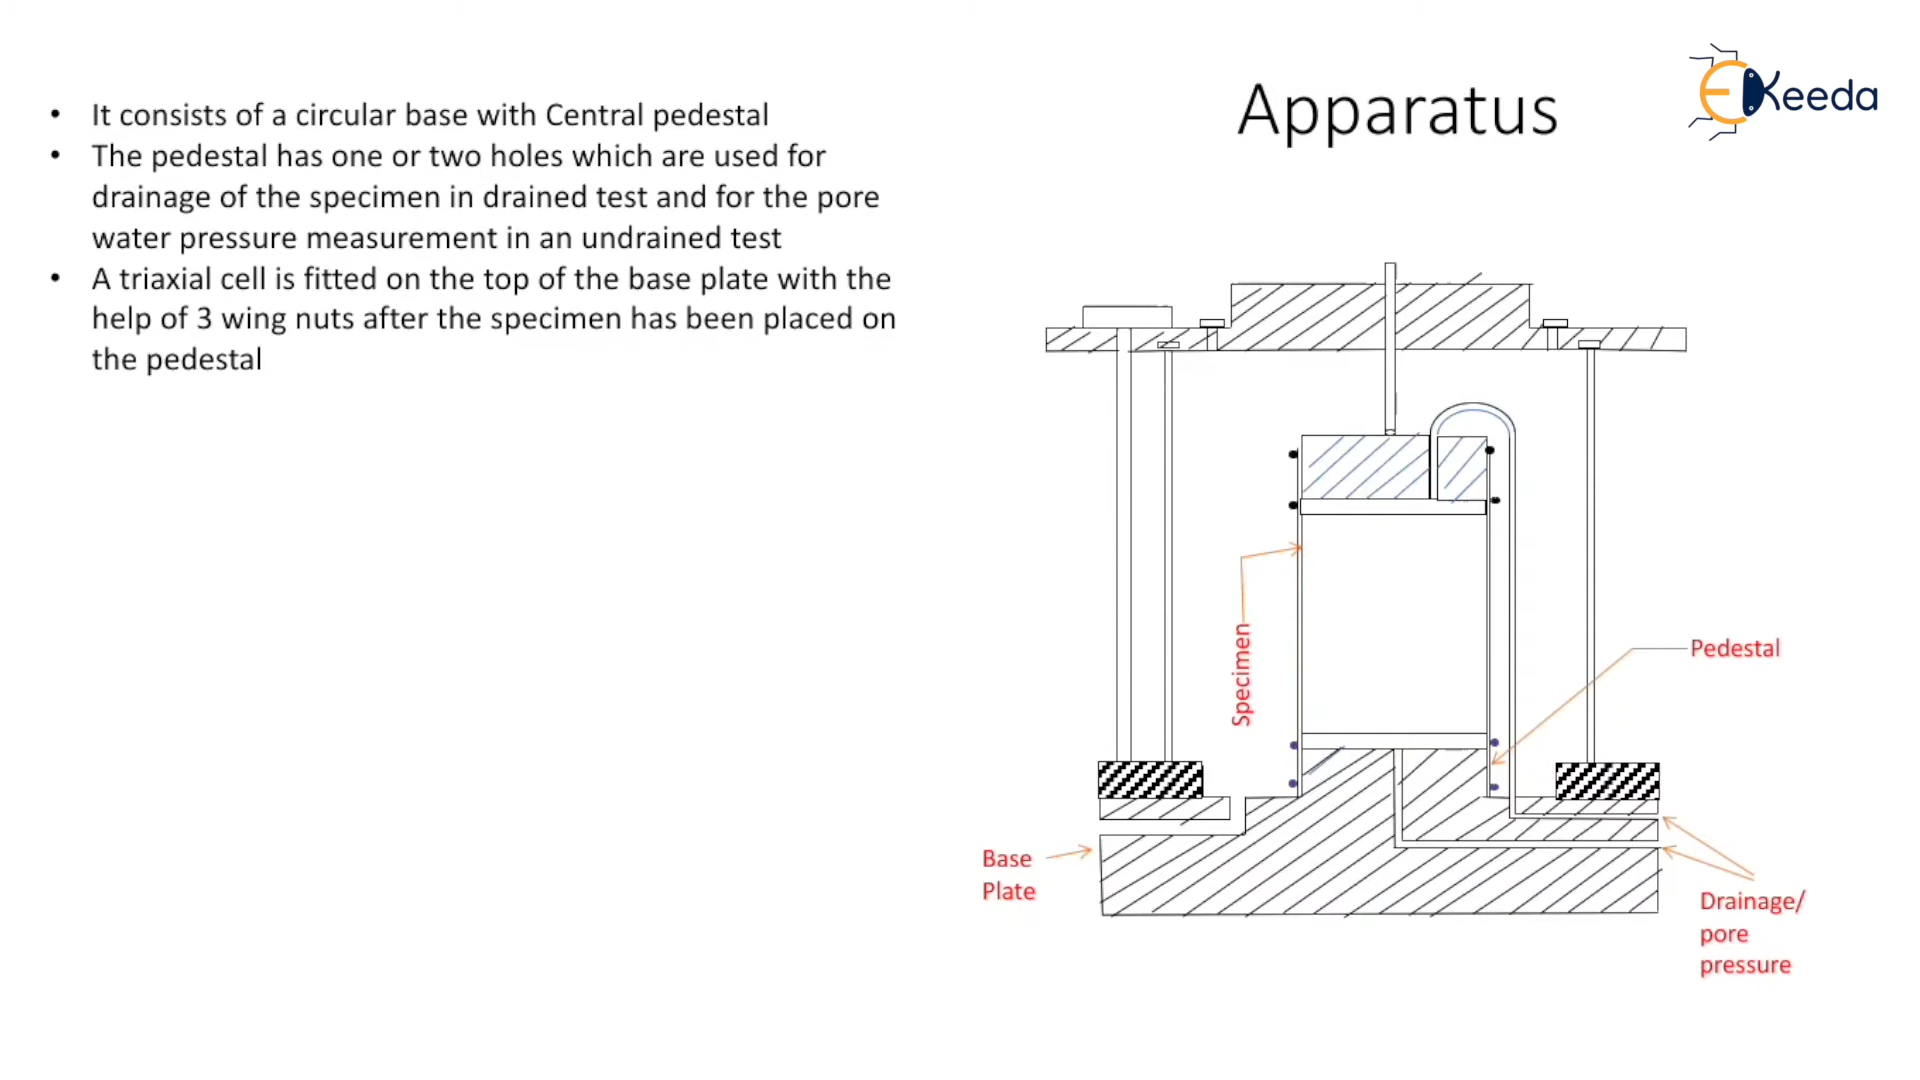 Apparatus
EKeeda
• It consists of a circular base with Central pedestal
• The pedestal has one or two holes which are used for
drainage of the specimen in drained test and for the pore
water pressure measurement in an undrained test
• A triaxial cell is fitted on the top of the base plate with the
help of 3 wing nuts after the specimen has been placed on
the pedestal
Specimen
Pedestal
Base
Plate
Drainage/
pore
pressure